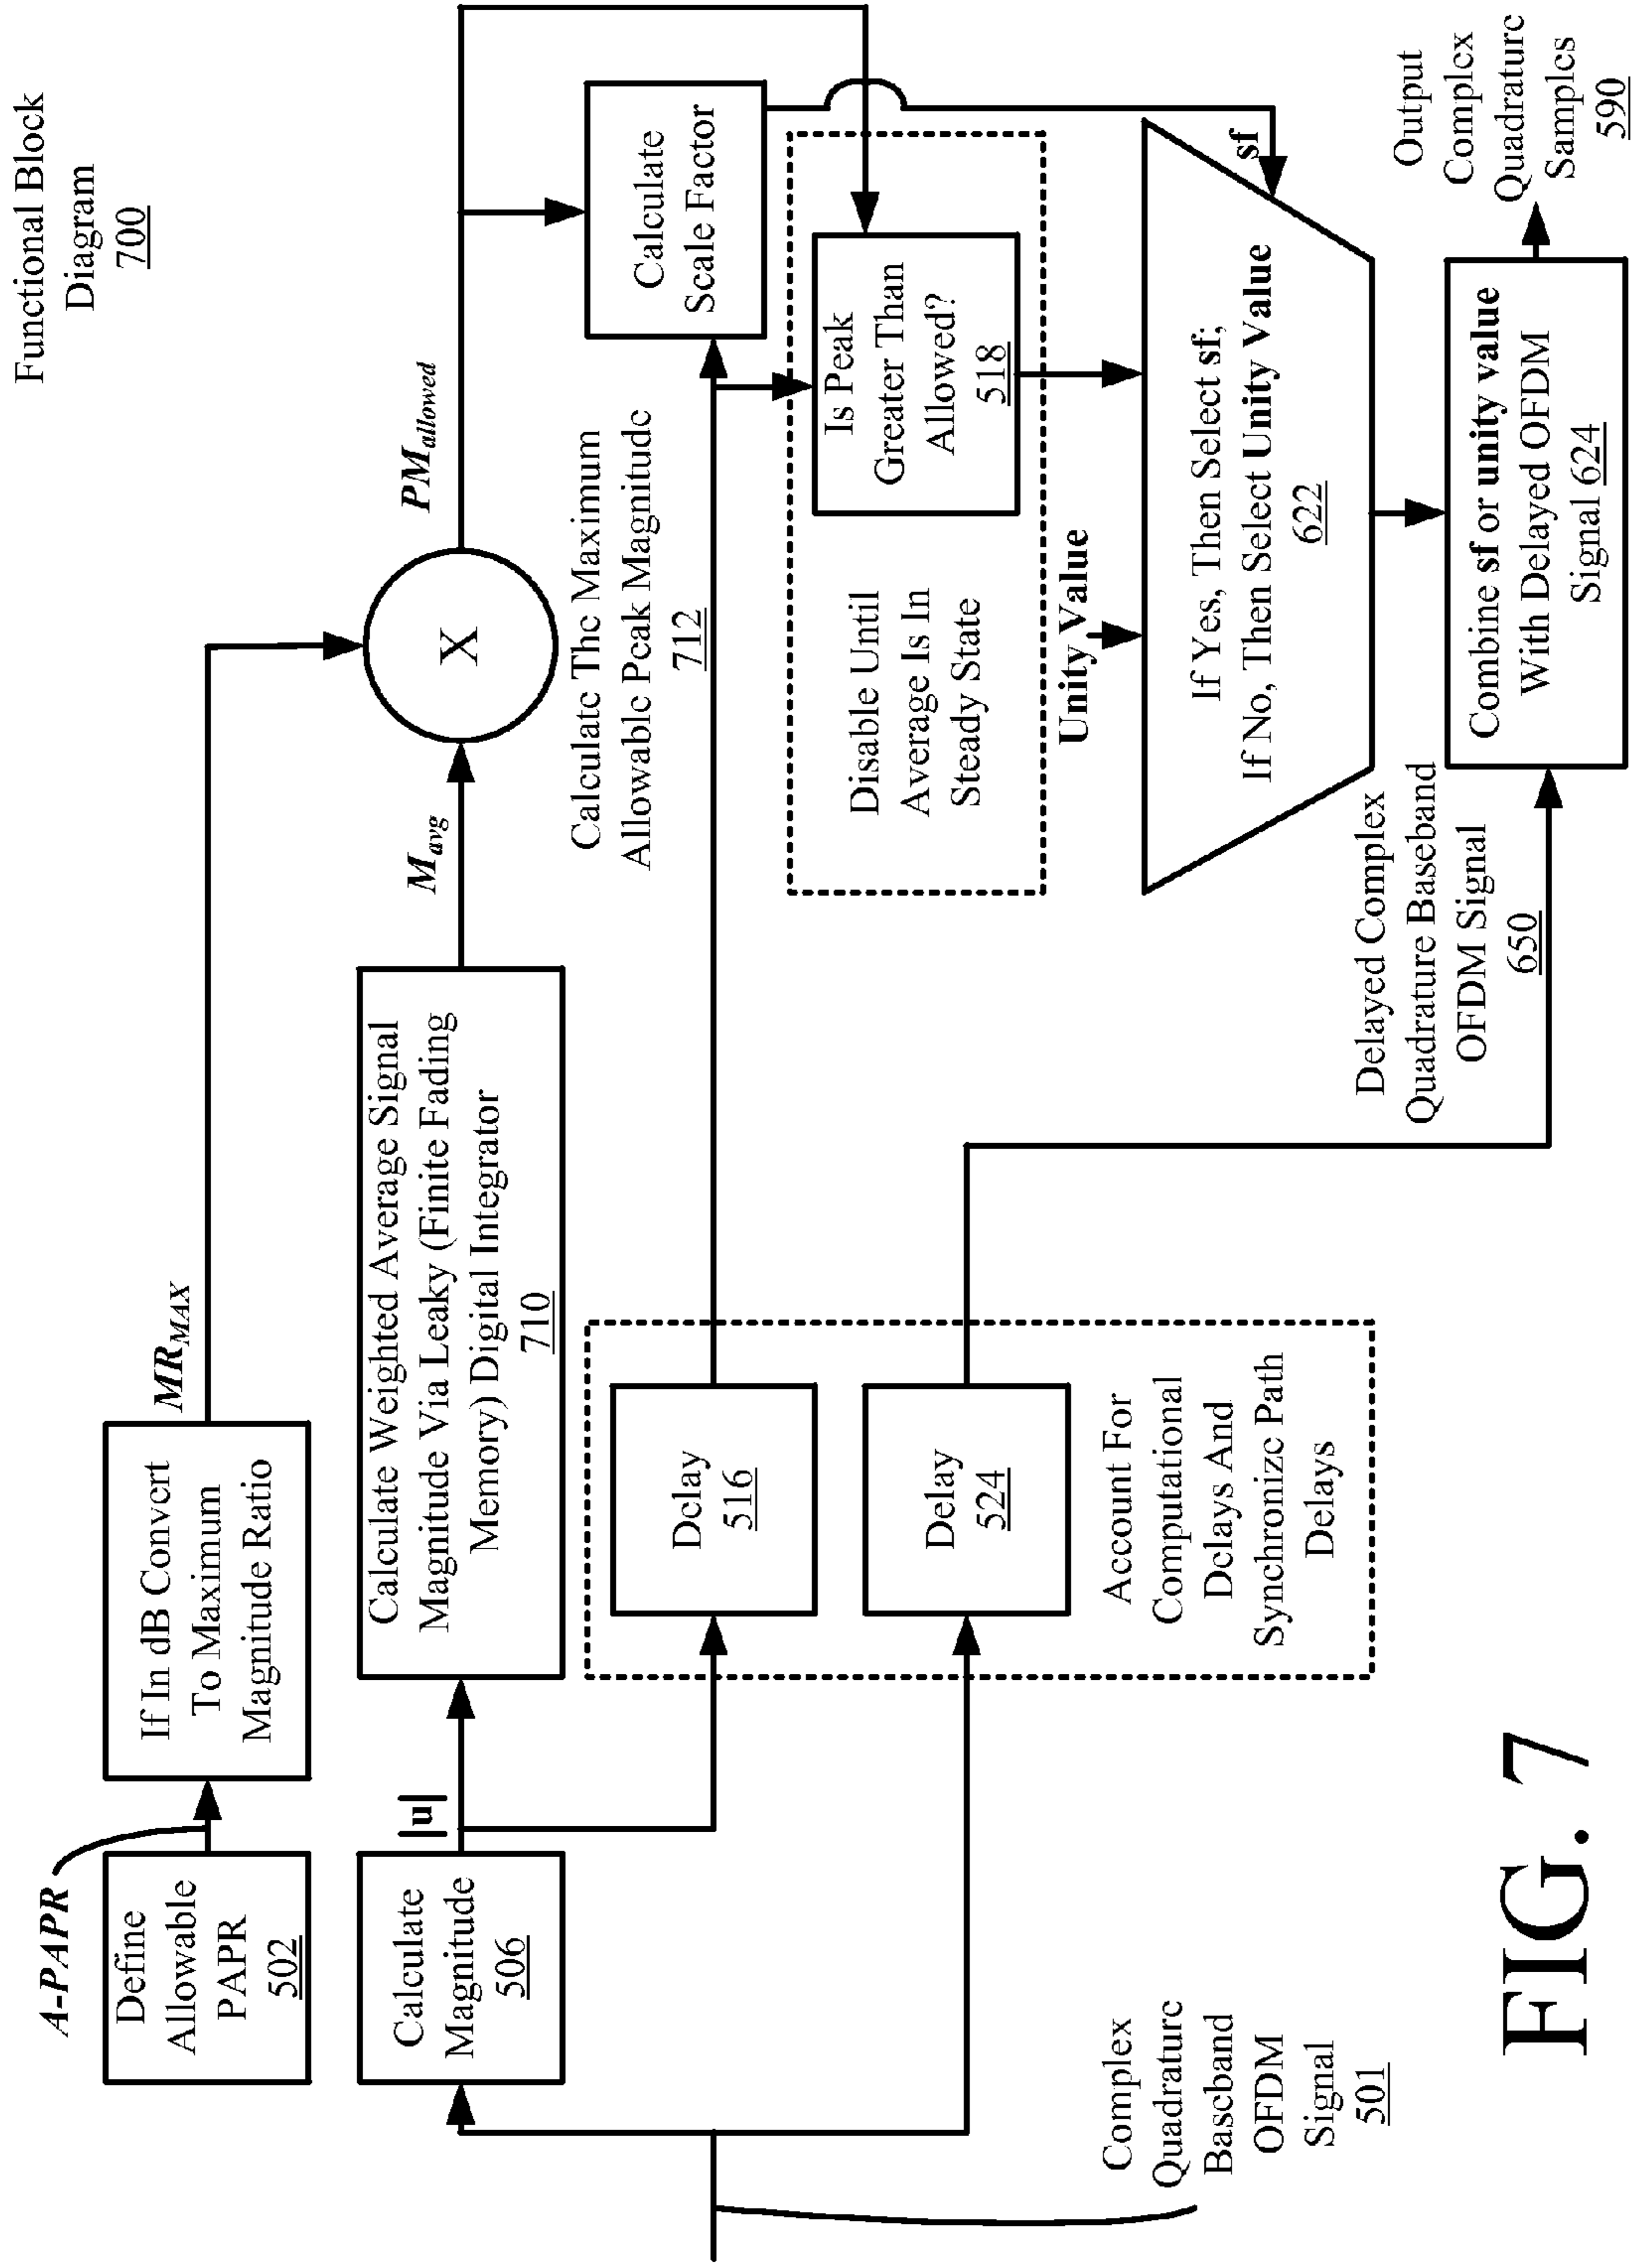 Functional Block
Diagram
700
A-PAPR
Define
Allowable
PAPR
502
If In dB Convert
To Maximum
Magnitude Ratio
MR_MAX
Calculate
Magnitude
506
|u|
Calculate Weighted Average Signal
Magnitude Via Leaky (Finite Fading
Memory) Digital Integrator
710
M_avg
X
PM_allowed
Calculate The Maximum
Allowable Peak Magnitude
712
Calculate
Scale Factor
Delay
516
Delay
524
Account For
Computational
Delays And
Synchronize Path
Delays
Is Peak
Greater Than
Allowed?
518
Disable Until
Average Is In
Steady State
Unity Value
sf
If Yes, Then Select sf;
If No, Then Select Unity Value
622
Complex
Quadrature
Baseband
OFDM
Signal
501
Delayed Complex
Quadrature Baseband
OFDM Signal
650
Combine sf or unity value
With Delayed OFDM
Signal 624
Output
Complex
Quadrature
Samples
590
FIG. 7